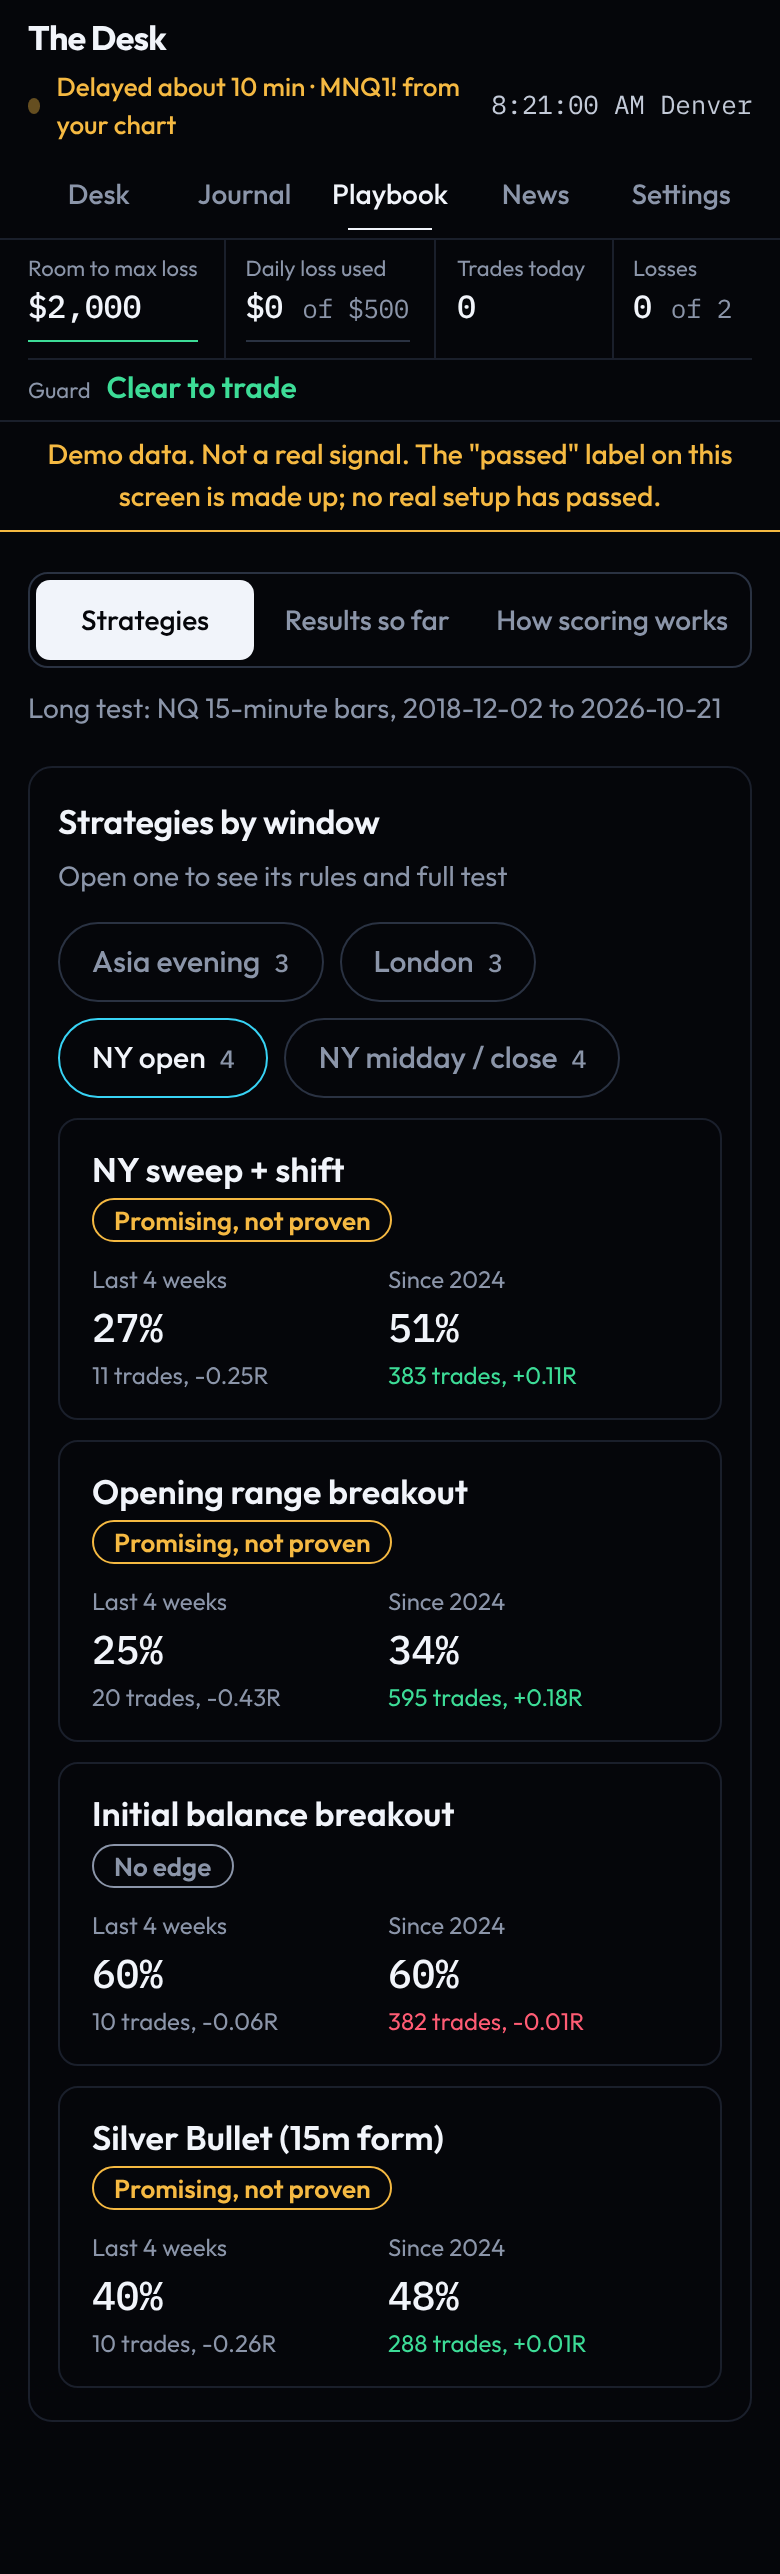 The Desk
Delayed about 10 min · MNQ1! from
your chart
8:21:00 AM Denver
Desk Journal Playbook News Settings
Room to max loss Daily loss used Trades today Losses
$2,000 $0 of $500 0 0 of 2
Guard Clear to trade
Demo data. Not a real signal. The "passed" label on this
screen is made up; no real setup has passed.
Strategies Results so far How scoring works
Long test: NQ 15-minute bars, 2018-12-02 to 2026-10-21
Strategies by window
Open one to see its rules and full test
Asia evening 3 London 3
NY open 4 NY midday / close 4
NY sweep + shift
Promising, not proven
Last 4 weeks Since 2024
27% 51%
11 trades, -0.25R 383 trades, +0.11R
Opening range breakout
Promising, not proven
Last 4 weeks Since 2024
25% 34%
20 trades, -0.43R 595 trades, +0.18R
Initial balance breakout
No edge
Last 4 weeks Since 2024
60% 60%
10 trades, -0.06R 382 trades, -0.01R
Silver Bullet (15m form)
Promising, not proven
Last 4 weeks Since 2024
40% 48%
10 trades, -0.26R 288 trades, +0.01R